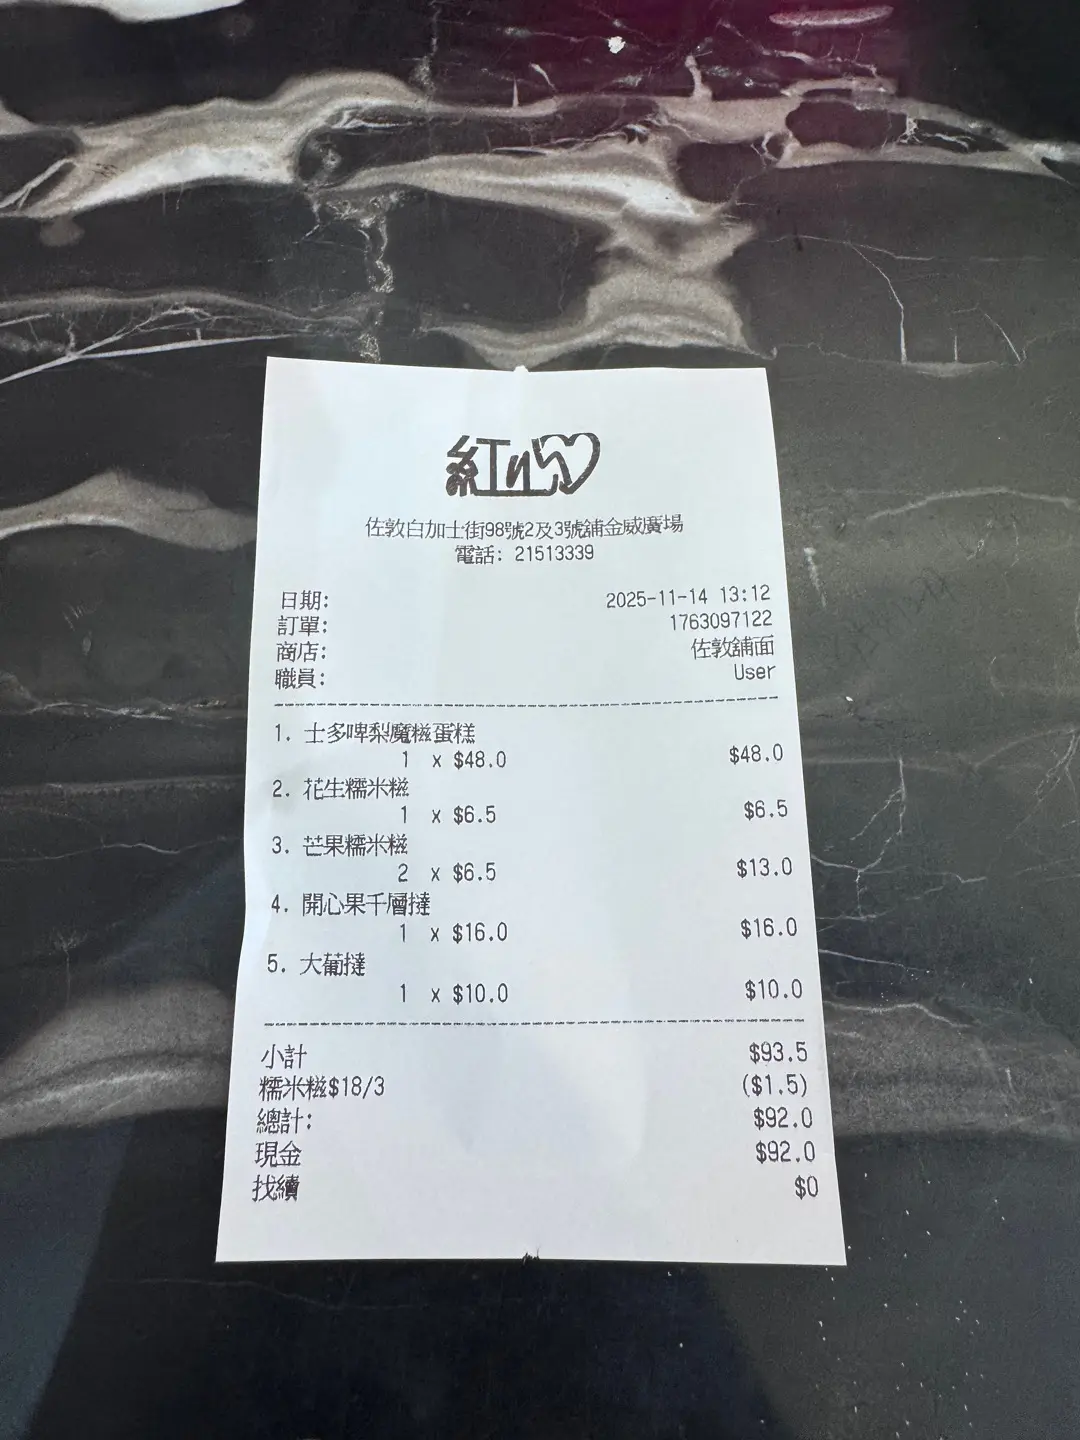 紅
佐敦白加士街98號2及3號舖金威廣場
電話: 21513339
日期: 2025-11-14 13:12
訂單: 1763097122
商店: 佐敦舖面
職員: User
1. 士多啤梨魔糍蛋糕
1 x $48.0 $48.0
2. 花生糯米糍
1 x $6.5 $6.5
3. 芒果糯米糍
2 x $6.5 $13.0
4. 開心果千層撻
1 x $16.0 $16.0
5. 大葡撻
1 x $10.0 $10.0
小計 $93.5
糯米糍$18/3 ($1.5)
總計: $92.0
現金 $92.0
找續 $0